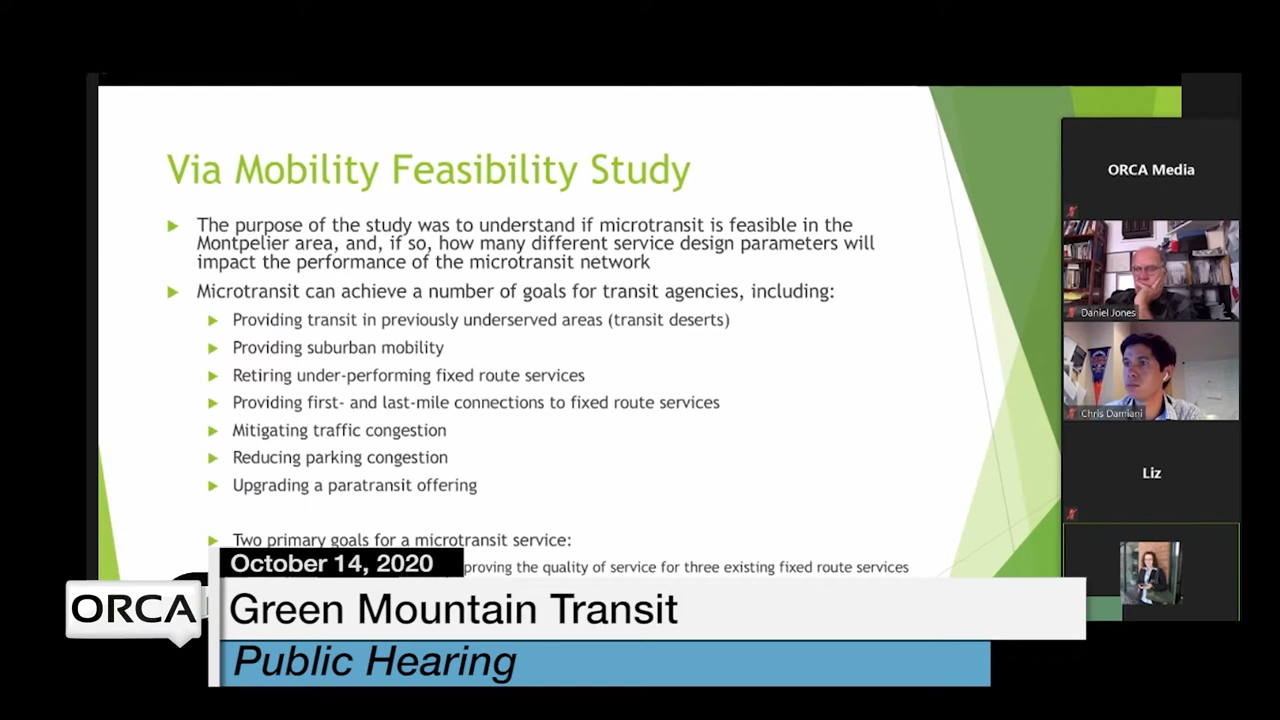 Via Mobility Feasibility Study
The purpose of the study was to understand if microtransit is feasible in the
Montpelier area, and, if so, how many different service design parameters will
impact the performance of the microtransit network
Microtransit can achieve a number of goals for transit agencies, including:
Providing transit in previously underserved areas (transit deserts)
Providing suburban mobility
Retiring under-performing fixed route services
Providing first- and last-mile connections to fixed route services
Mitigating traffic congestion
Reducing parking congestion
Upgrading a paratransit offering
Two primary goals for a microtransit service:
proving the quality of service for three existing fixed route services
ORCA Media
Daniel Jones
Chris Damiani
Liz
October 14, 2020
ORCA
Green Mountain Transit
Public Hearing